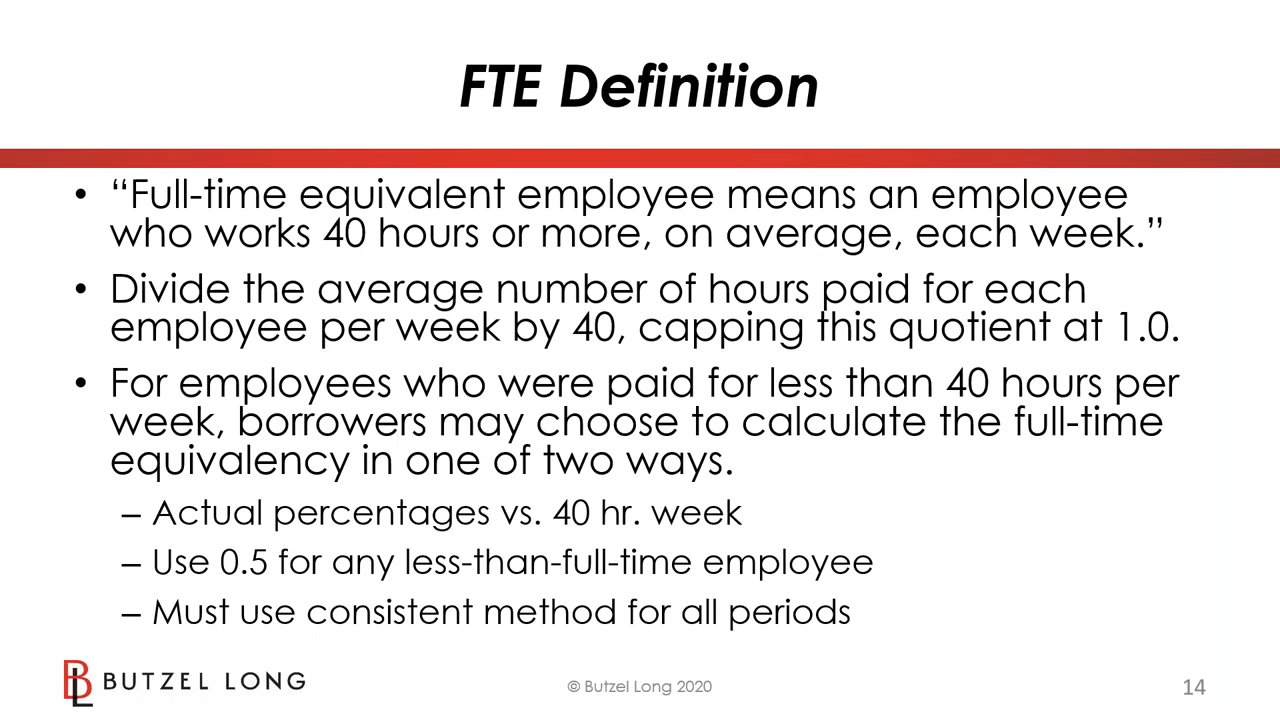 FTE Definition
• “Full-time equivalent employee means an employee
who works 40 hours or more, on average, each week.”
• Divide the average number of hours paid for each
employee per week by 40, capping this quotient at 1.0.
• For employees who were paid for less than 40 hours per
week, borrowers may choose to calculate the full-time
equivalency in one of two ways.
– Actual percentages vs. 40 hr. week
– Use 0.5 for any less-than-full-time employee
– Must use consistent method for all periods
BL BUTZEL LONG
© Butzel Long 2020
14